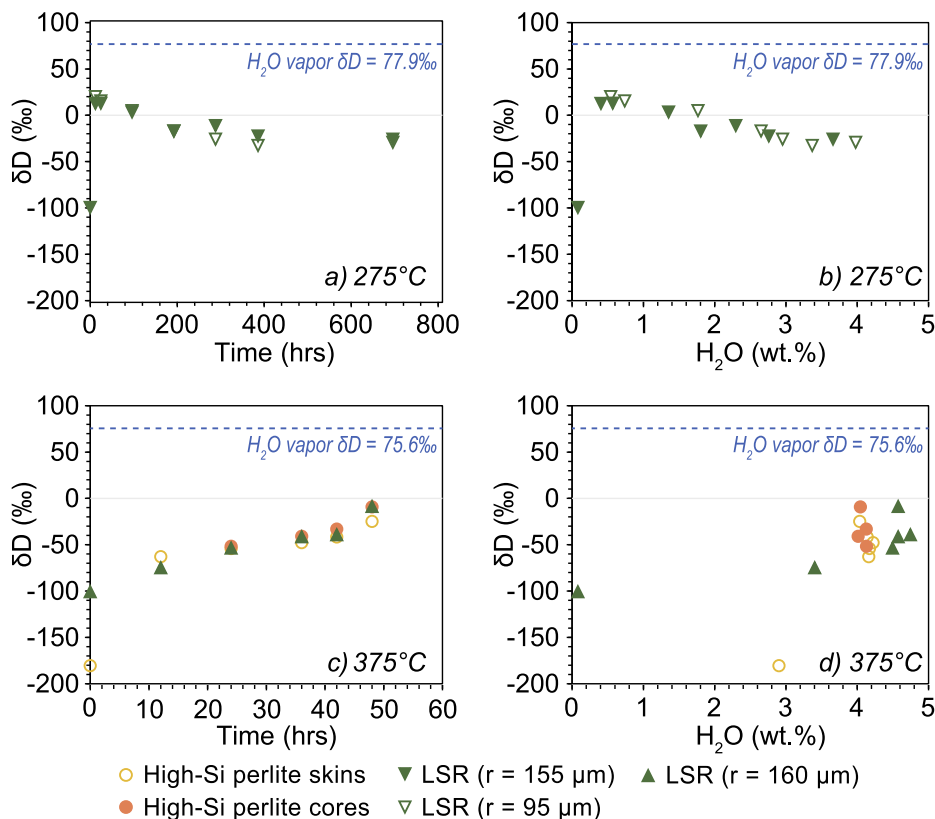 100
50
0
-50
-100
-150
-200
δD (‰)
H₂O vapor δD = 77.9‰
a) 275°C
0 200 400 600 800
Time (hrs)
100
50
0
-50
-100
-150
-200
δD (‰)
H₂O vapor δD = 77.9‰
b) 275°C
0 1 2 3 4 5
H₂O (wt.%)
100
50
0
-50
-100
-150
-200
δD (‰)
H₂O vapor δD = 75.6‰
c) 375°C
0 10 20 30 40 50 60
Time (hrs)
100
50
0
-50
-100
-150
-200
δD (‰)
H₂O vapor δD = 75.6‰
d) 375°C
0 1 2 3 4 5
H₂O (wt.%)
High-Si perlite skins LSR (r = 155 μm) LSR (r = 160 μm)
High-Si perlite cores LSR (r = 95 μm)